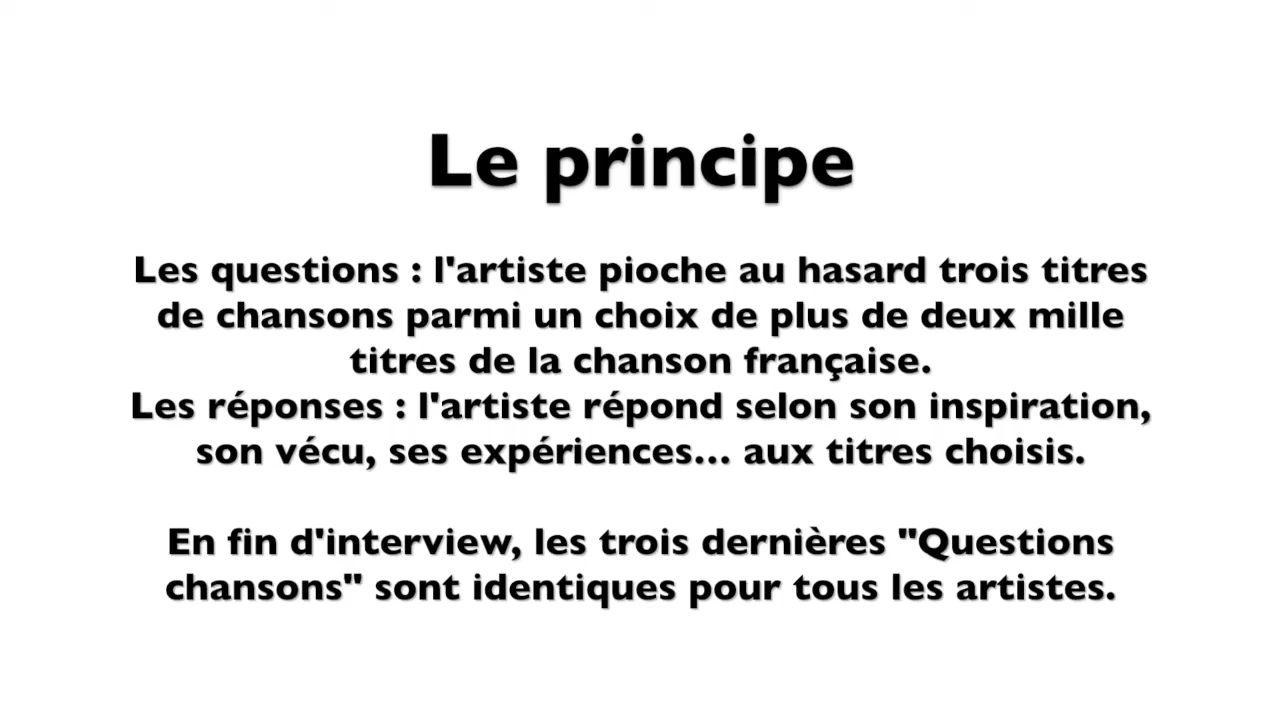 Le principe
Les questions : l'artiste pioche au hasard trois titres
de chansons parmi un choix de plus de deux mille
titres de la chanson française.
Les réponses : l'artiste répond selon son inspiration,
son vécu, ses expériences... aux titres choisis.
En fin d'interview, les trois dernières "Questions
chansons" sont identiques pour tous les artistes.